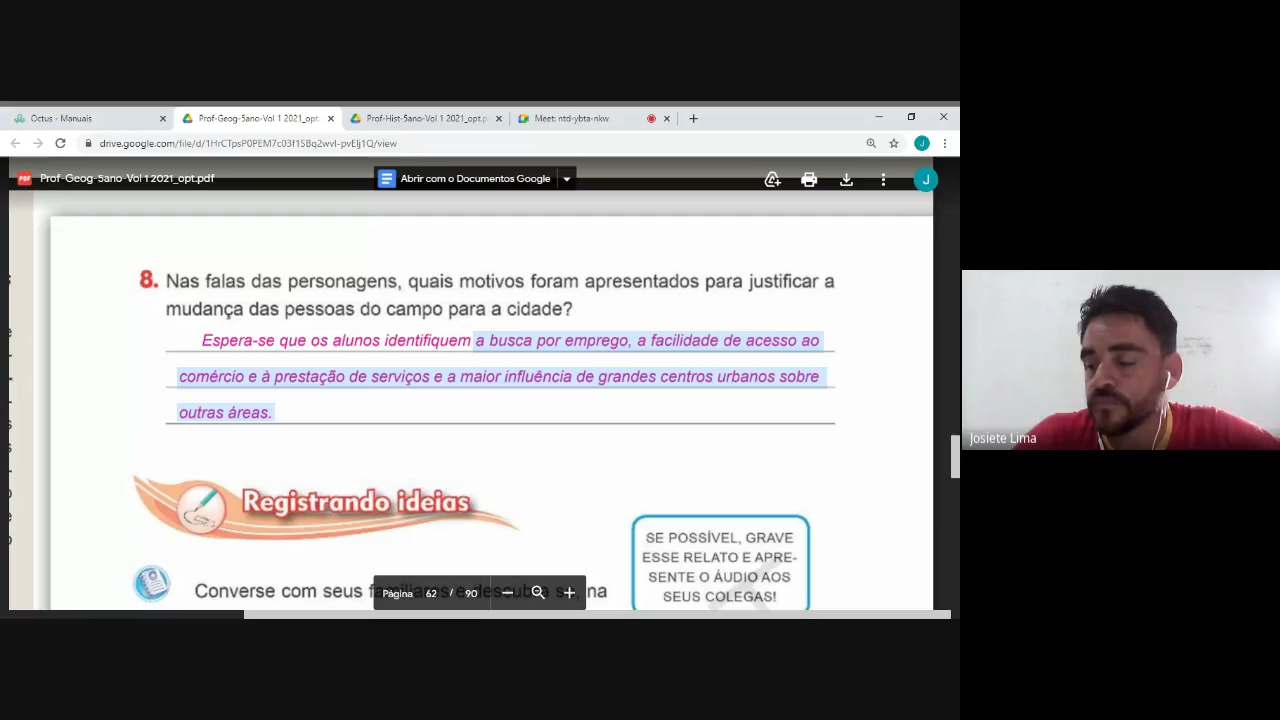 Octus - Manuais
Prof-Geog-5ano-Vol 1 2021_opt.
Prof-Hist-5ano-Vol 1 2021_opt.p
Meet: ntd-ybta-nkw
drive.google.com/file/d/1HrCTpsP0PEM7c03f1SBq2wvI-pvEIj1Q/view
Prof-Geog-5ano-Vol 1 2021_opt.pdf
Abrir com o Documentos Google
J
J
8. Nas falas das personagens, quais motivos foram apresentados para justificar a
mudança das pessoas do campo para a cidade?
Espera-se que os alunos identifiquem a busca por emprego, a facilidade de acesso ao
comércio e à prestação de serviços e a maior influência de grandes centros urbanos sobre
outras áreas.
Josiete Lima
Registrando ideias
SE POSSÍVEL, GRAVE
ESSE RELATO E APRE-
SENTE O ÁUDIO AOS
SEUS COLEGAS!
Converse com seus familiares e descubra se, na
Página 62 / 90